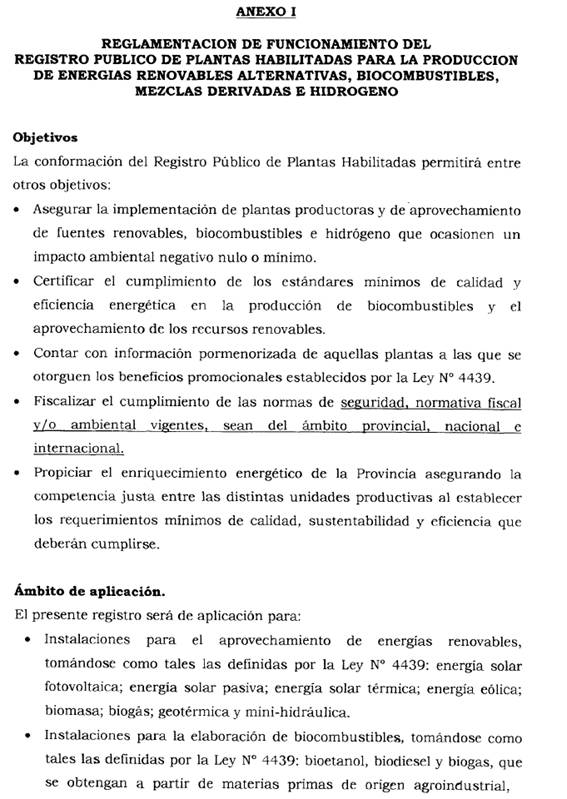 ANEXO I
REGLAMENTACION DE FUNCIONAMIENTO DEL
REGISTRO PUBLICO DE PLANTAS HABILITADAS PARA LA PRODUCCION
DE ENERGIAS RENOVABLES ALTERNATIVAS, BIOCOMBUSTIBLES,
MEZCLAS DERIVADAS E HIDROGENO
Objetivos
La conformación del Registro Público de Plantas Habilitadas permitirá entre
otros objetivos:
• Asegurar la implementación de plantas productoras y de aprovechamiento
de fuentes renovables, biocombustibles e hidrógeno que ocasionen un
impacto ambiental negativo nulo o mínimo.
• Certificar el cumplimiento de los estándares mínimos de calidad y
eficiencia energética en la producción de biocombustibles y el
aprovechamiento de los recursos renovables.
• Contar con información pormenorizada de aquellas plantas a las que se
otorguen los beneficios promocionales establecidos por la Ley Nº 4439.
• Fiscalizar el cumplimiento de las normas de seguridad, normativa fiscal
y/o ambiental vigentes, sean del ámbito provincial, nacional e
internacional.
• Propiciar el enriquecimiento energético de la Provincia asegurando la
competencia justa entre las distintas unidades productivas al establecer
los requerimientos mínimos de calidad, sustentabilidad y eficiencia que
deberán cumplirse.
Ámbito de aplicación.
El presente registro será de aplicación para:
• Instalaciones para el aprovechamiento de energías renovables,
tomándose como tales las definidas por la Ley Nº 4439: energía solar
fotovoltaica; energía solar pasiva; energía solar térmica; energía eólica;
biomasa; biogás; geotérmica y mini-hidráulica.
• Instalaciones para la elaboración de biocombustibles, tomándose como
tales las definidas por la Ley Nº 4439: bioetanol, biodiesel y biogas, que
se obtengan a partir de materias primas de origen agroindustrial,